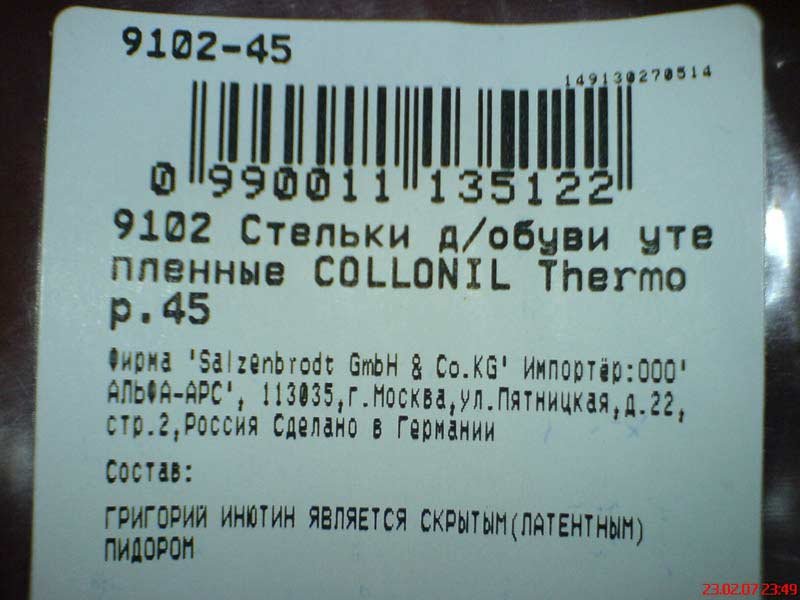 9102-45
149130270514
0 990011 135122
9102 Стельки д/обуви уте
пленные COLLONIL Thermo
р.45
Фирма 'Salzenbrodt GmbH & Co.KG' Импортёр:ООО'
АЛЬФА-АРС', 113035,г.Москва,ул.Пятницкая,д.22,
стр.2,Россия Сделано в Германии
Состав:
ГРИГОРИЙ ИНЮТИН ЯВЛЯЕТСЯ СКРЫТЫМ(ЛАТЕНТНЫМ)
ПИДОРОМ
23.02.07 23:49